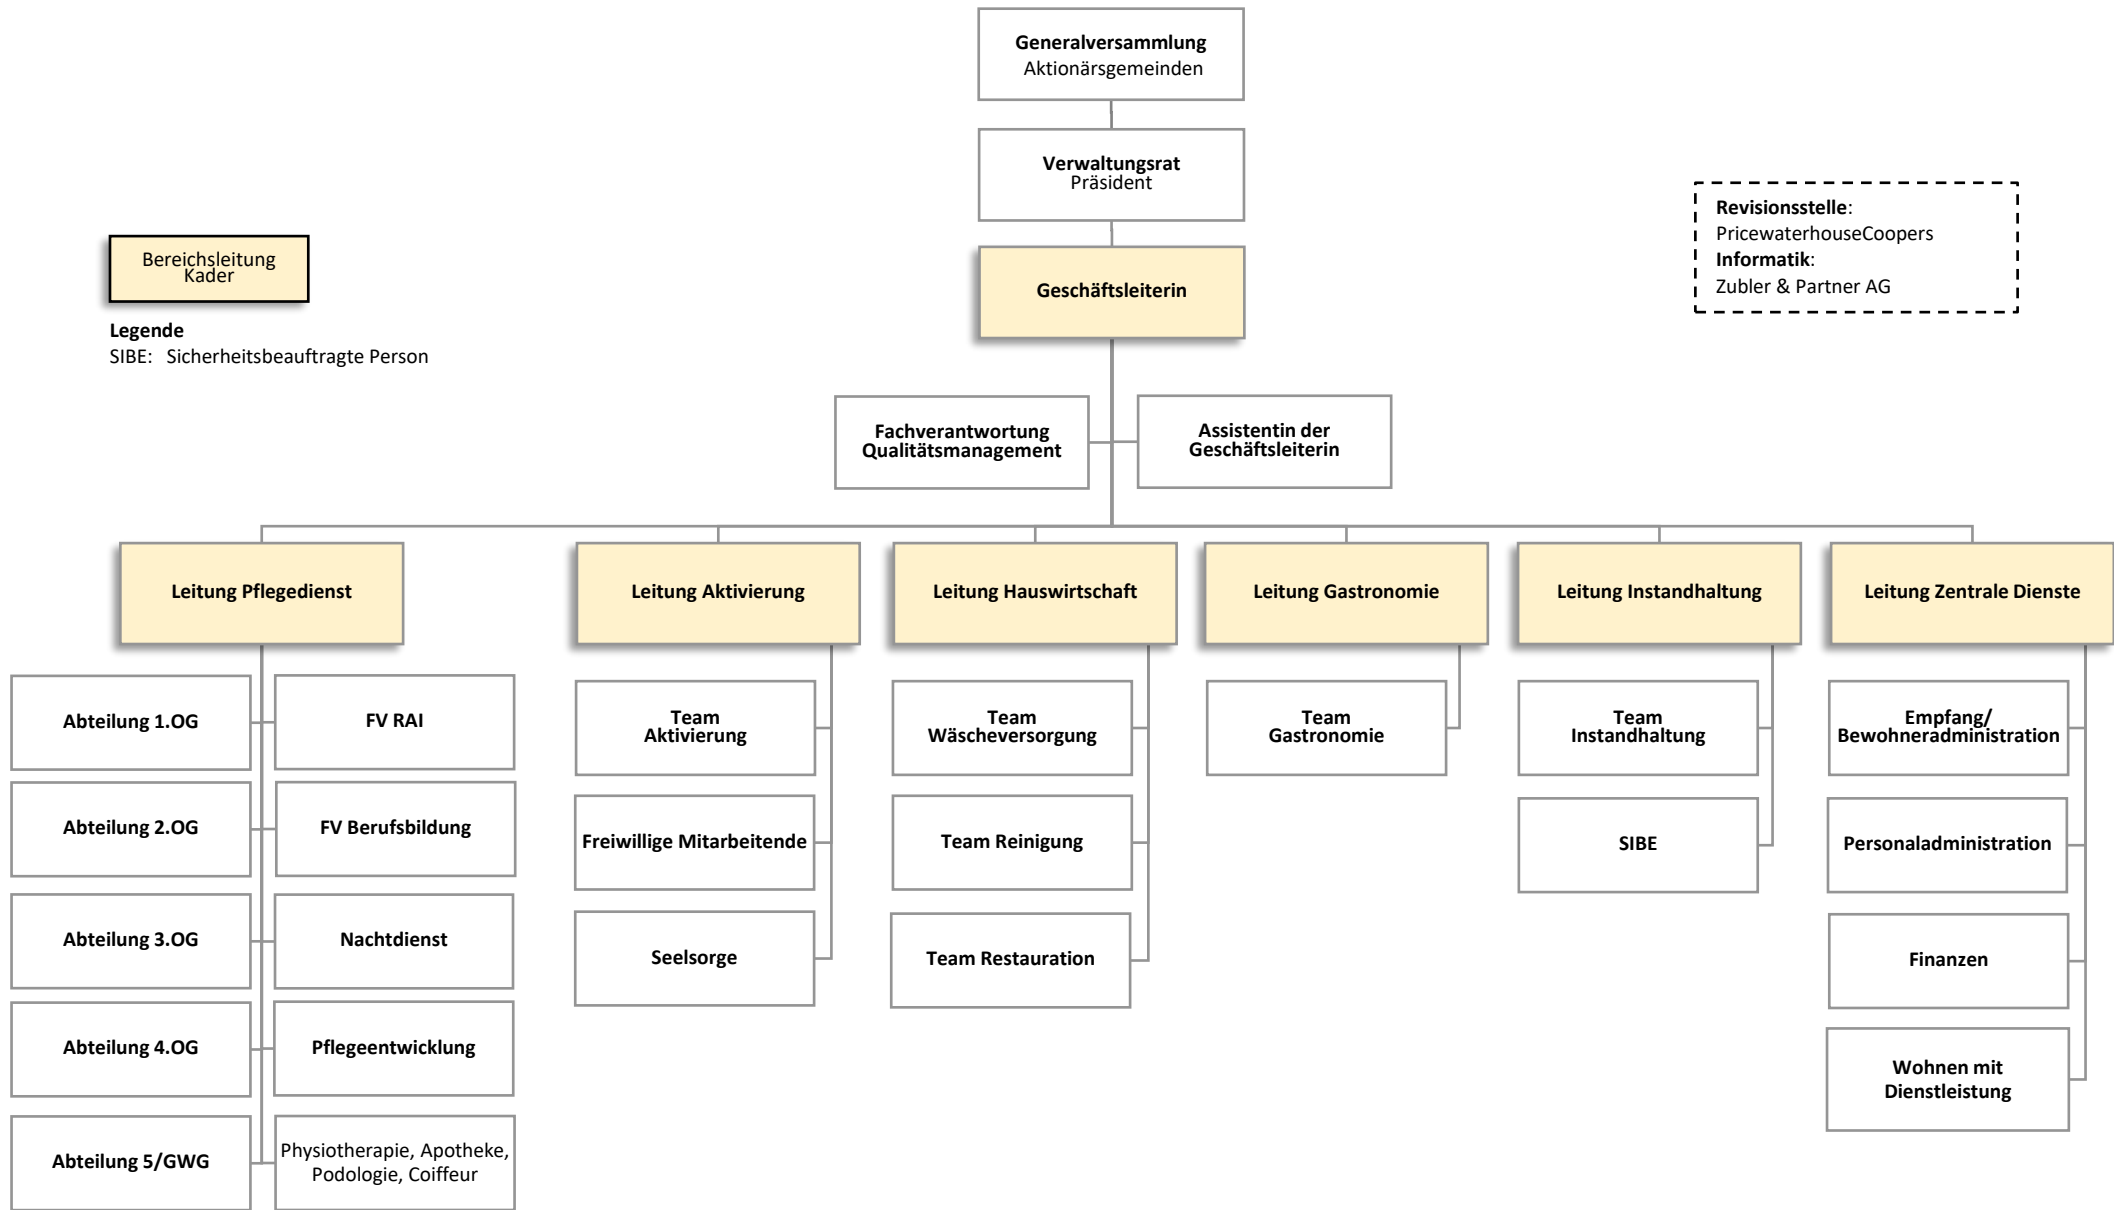 Generalversammlung
Aktionärsgemeinden
Verwaltungsrat
Präsident
Revisionsstelle:
PricewaterhouseCoopers
Informatik:
Zubler & Partner AG
Bereichsleitung
Kader
Geschäftsleiterin
Legende
SIBE: Sicherheitsbeauftragte Person
Fachverantwortung
Qualitätsmanagement
Assistentin der
Geschäftsleiterin
Leitung Pflegedienst
Leitung Aktivierung
Leitung Hauswirtschaft
Leitung Gastronomie
Leitung Instandhaltung
Leitung Zentrale Dienste
Abteilung 1.OG
FV RAI
Abteilung 2.OG
FV Berufsbildung
Abteilung 3.OG
Nachtdienst
Abteilung 4.OG
Pflegeentwicklung
Abteilung 5/GWG
Physiotherapie, Apotheke,
Podologie, Coiffeur
Team
Aktivierung
Freiwillige Mitarbeitende
Seelsorge
Team
Wäscheversorgung
Team Reinigung
Team Restauration
Team
Gastronomie
Team
Instandhaltung
SIBE
Empfang/
Bewohneradministration
Personaladministration
Finanzen
Wohnen mit
Dienstleistung